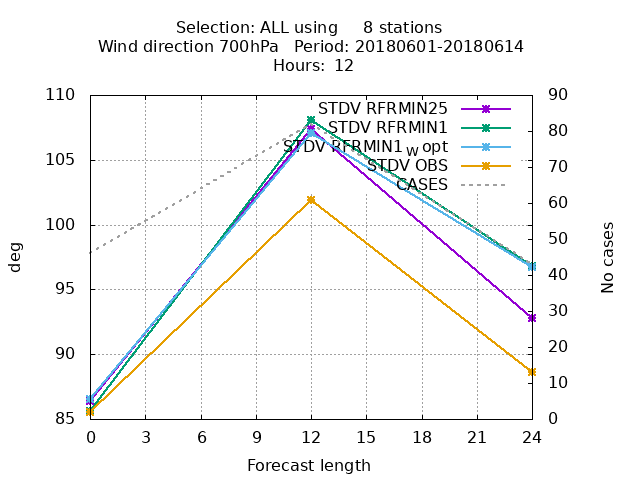 Selection: ALL using     8 stations
Wind direction 700hPa   Period: 20180601-20180614
Hours: 12
110
105
100
95
90
85
90
80
70
60
50
40
30
20
10
0
STDV RFRMIN25
STDV RFRMIN1
STDV RFRMIN1 w opt
STDV OBS
CASES
deg
No cases
0 3 6 9 12 15 18 21 24
Forecast length